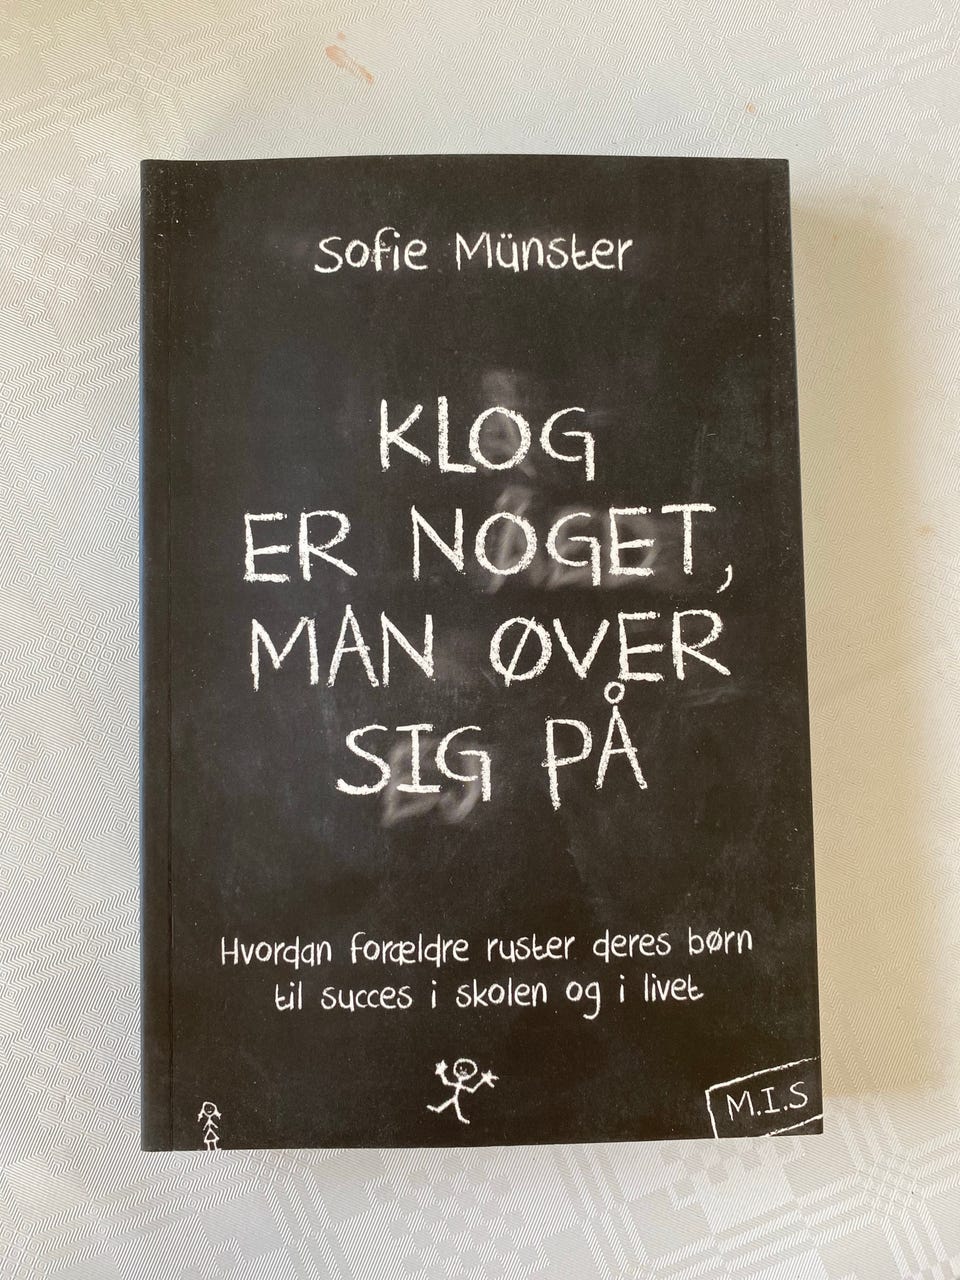 Sofie Münster
KLOG
ER NOGET,
MAN ØVER
SIG PÅ
Hvordan forældre ruster deres børn
til succes i skolen og i livet
M.I.S